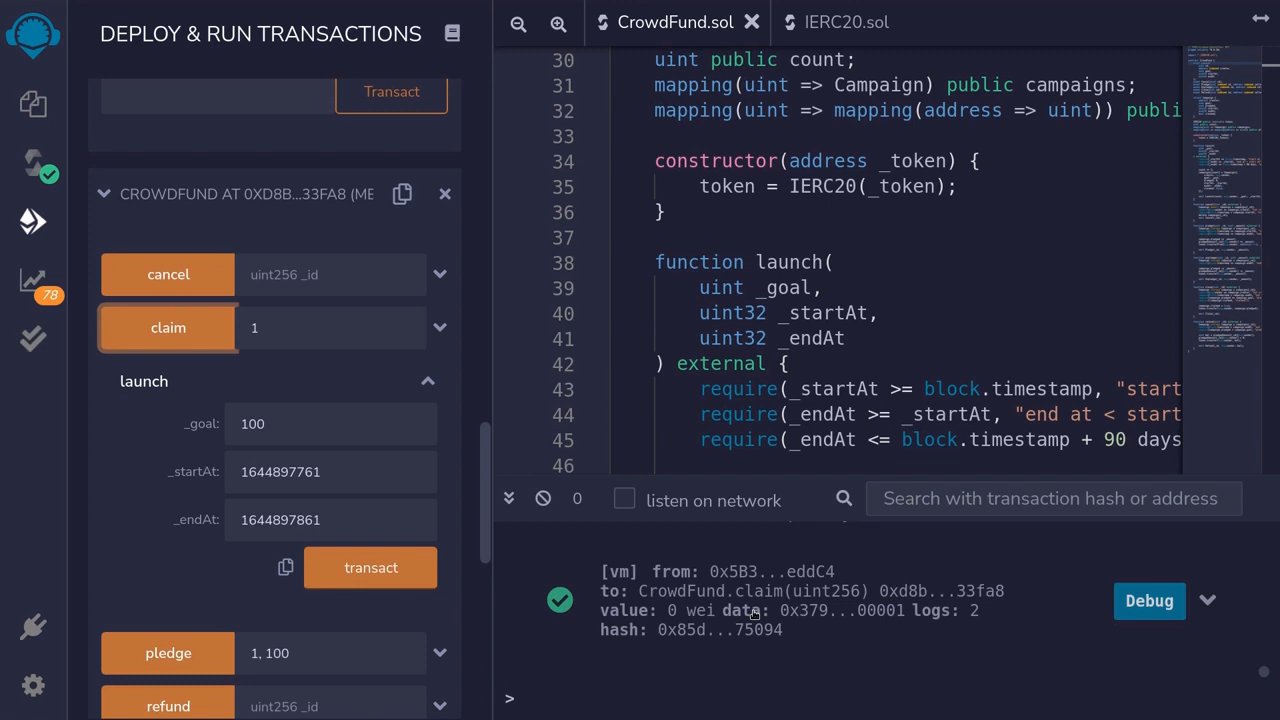 DEPLOY & RUN TRANSACTIONS
Transact
CROWDFUND AT 0XD8B...33FA8 (ME
cancel uint256 _id
claim 1
launch
_goal: 100
_startAt: 1644897761
_endAt: 1644897861
transact
pledge 1, 100
refund uint256 _id
78
CrowdFund.sol IERC20.sol
30 uint public count;
31 mapping(uint => Campaign) public campaigns;
32 mapping(uint => mapping(address => uint)) publi
33
34 constructor(address _token) {
35 token = IERC20(_token);
36 }
37
38 function launch(
39 uint _goal,
40 uint32 _startAt,
41 uint32 _endAt
42 ) external {
43 require(_startAt >= block.timestamp, "start
44 require(_endAt >= _startAt, "end at < start
45 require(_endAt <= block.timestamp + 90 days
46
0 listen on network Search with transaction hash or address
[vm] from: 0x5B3...eddC4
to: CrowdFund.claim(uint256) 0xd8b...33fa8
value: 0 wei data: 0x379...00001 logs: 2
hash: 0x85d...75094
Debug
>